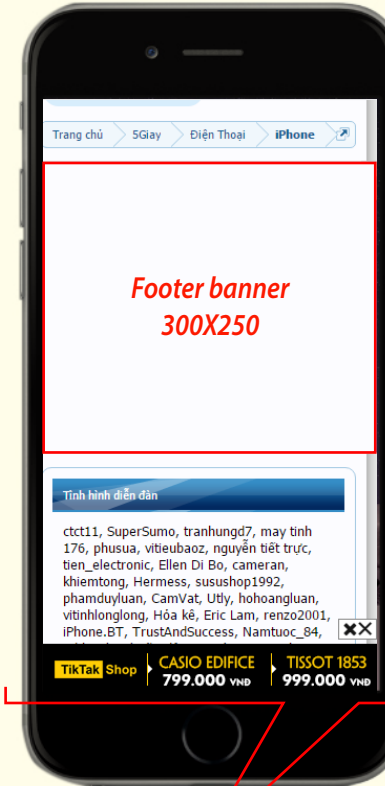 Trang chủ 5Giay Điện Thoại iPhone
Footer banner
300X250
Tình hình diễn đàn
ctct11, SuperSumo, tranhungd7, may tinh
176, phusua, vitieubaoz, nguyễn tiết trực,
tien_electronic, Ellen Di Bo, cameran,
khiemtong, Hermess, susushop1992,
phamduyluan, CamVat, Utly, hohoangluan,
vitinhlonglong, Hỏa kê, Eric Lam, renzo2001,
iPhone.BT, TrustAndSuccess, Namtuoc_84,
TikTak Shop CASIO EDIFICE TISSOT 1853
799.000 VNĐ 999.000 VNĐ